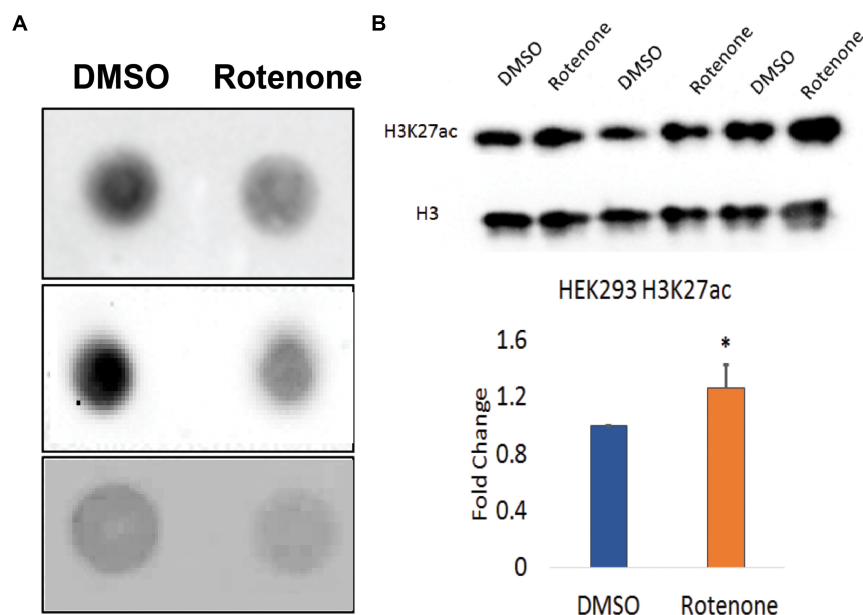 A
DMSO Rotenone
B
DMSO Rotenone DMSO Rotenone DMSO Rotenone
H3K27ac
H3
HEK293 H3K27ac
Fold Change
1.6
1.2
0.8
0.4
0
*
DMSO Rotenone